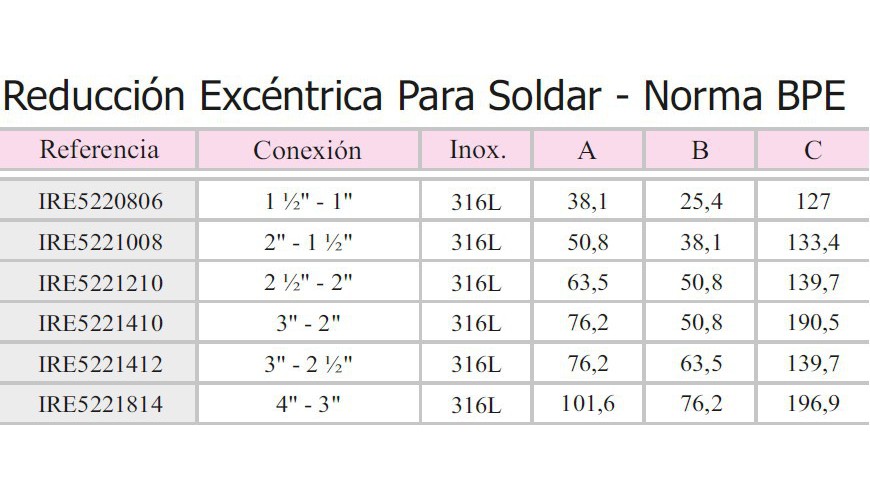 Reducción Excéntrica Para Soldar - Norma BPE
Referencia Conexión Inox. A B C
IRE5220806 1 ½" - 1" 316L 38,1 25,4 127
IRE5221008 2" - 1 ½" 316L 50,8 38,1 133,4
IRE5221210 2 ½" - 2" 316L 63,5 50,8 139,7
IRE5221410 3" - 2" 316L 76,2 50,8 190,5
IRE5221412 3" - 2 ½" 316L 76,2 63,5 139,7
IRE5221814 4" - 3" 316L 101,6 76,2 196,9